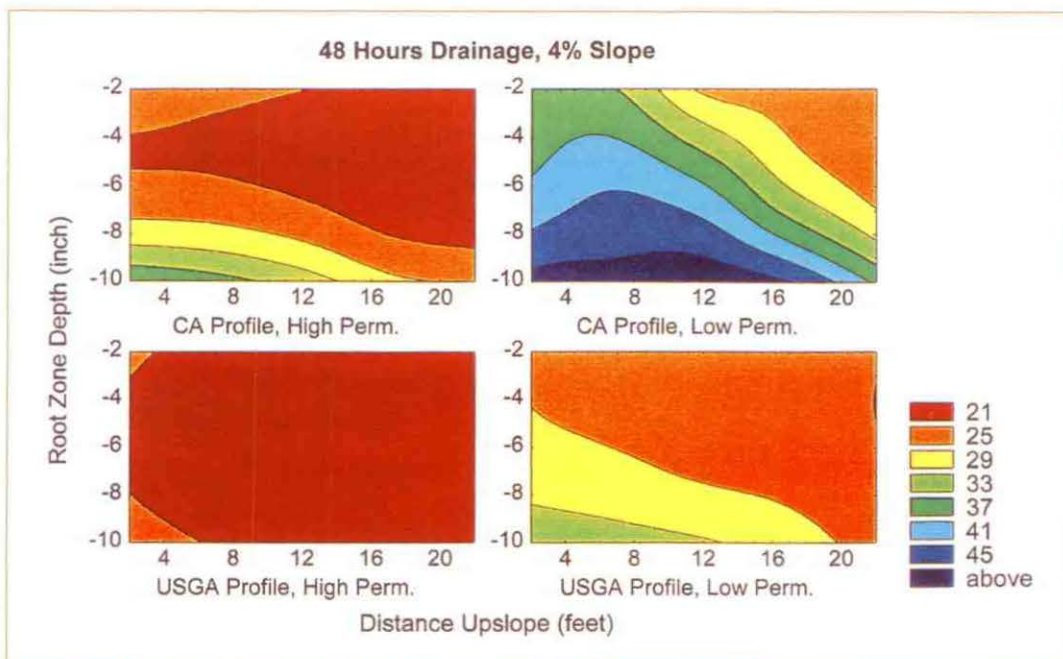 48 Hours Drainage, 4% Slope
Root Zone Depth (inch)
-2
-4
-6
-8
-10
4 8 12 16 20
CA Profile, High Perm.
-2
-4
-6
-8
-10
4 8 12 16 20
CA Profile, Low Perm.
-2
-4
-6
-8
-10
4 8 12 16 20
USGA Profile, High Perm.
-2
-4
-6
-8
-10
4 8 12 16 20
USGA Profile, Low Perm.
Distance Upslope (feet)
21
25
29
33
37
41
45
above